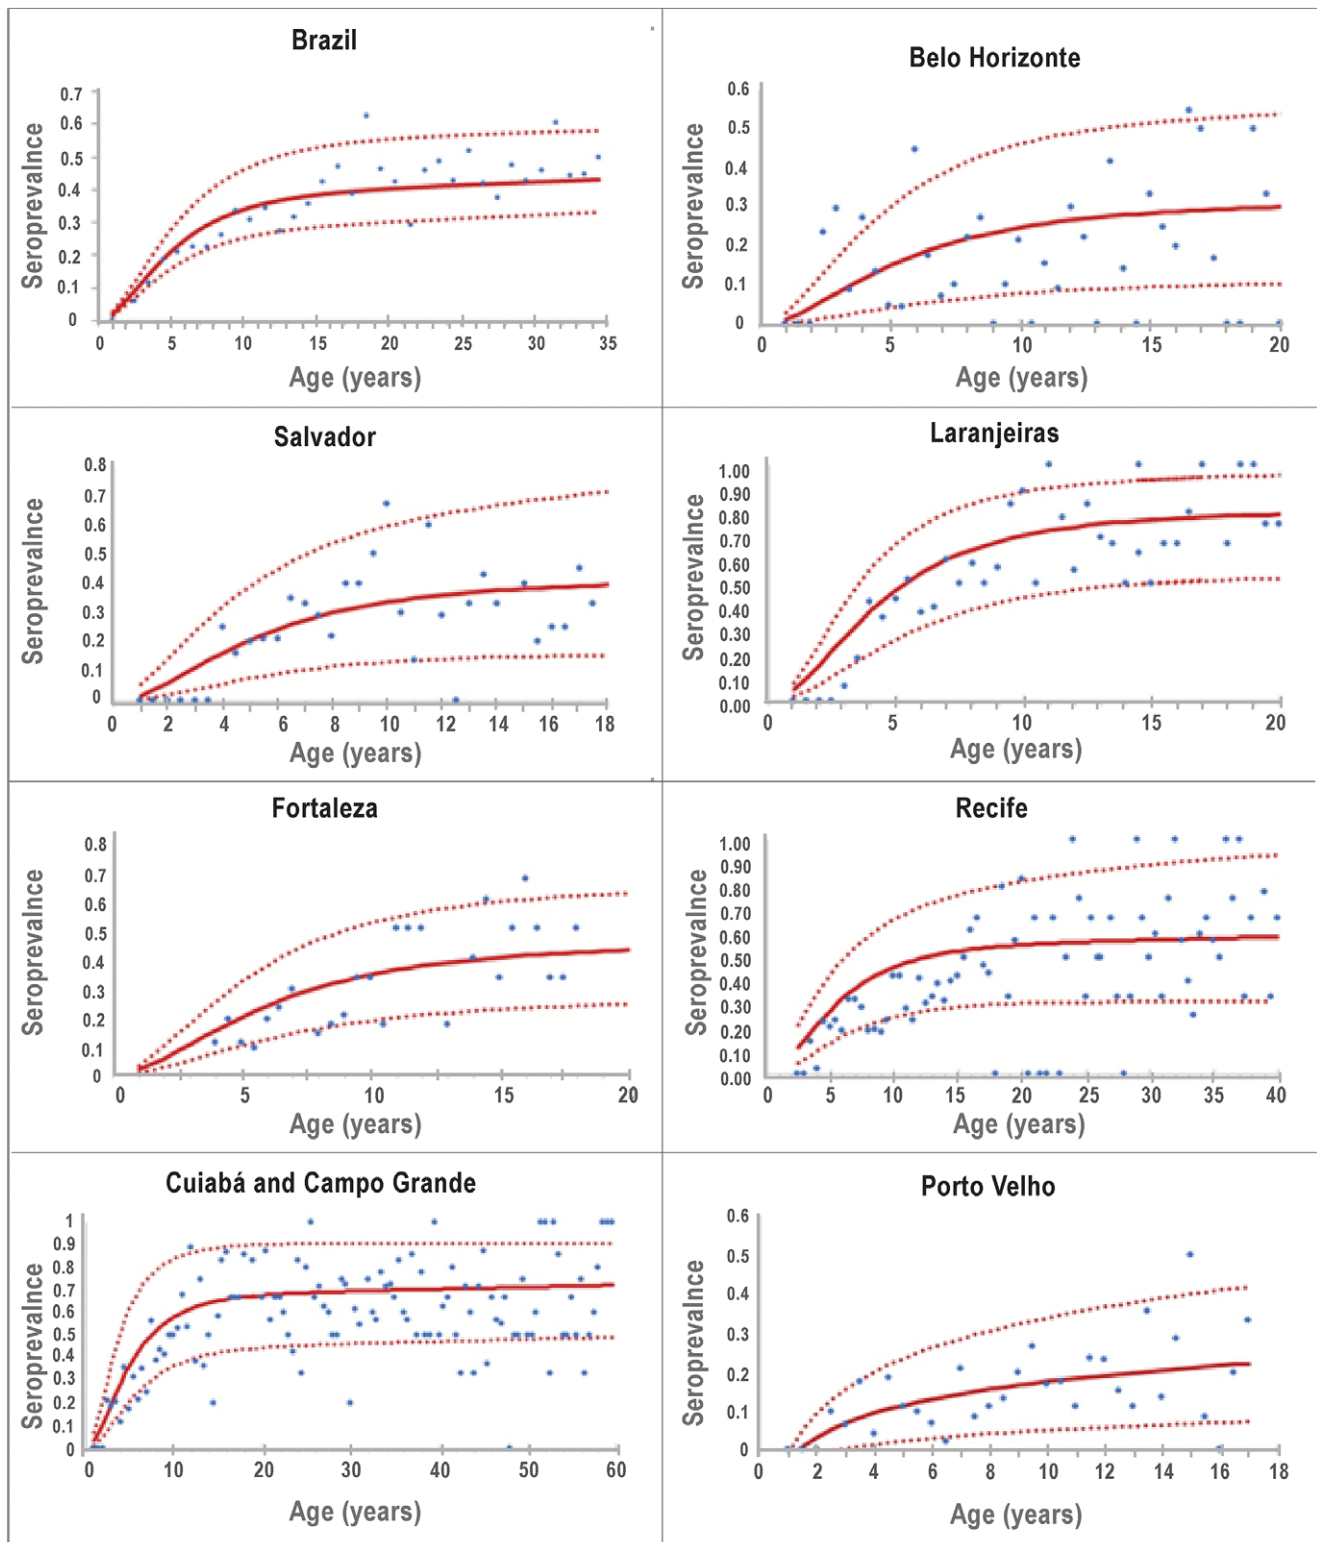 Brazil
0.7
0.6
0.5
0.4
0.3
0.2
0.1
0
Seroprevalnce
0 5 10 15 20 25 30 35
Age (years)
Belo Horizonte
0.6
0.5
0.4
0.3
0.2
0.1
0
Seroprevalnce
0 5 10 15 20
Age (years)
Salvador
0.8
0.7
0.6
0.5
0.4
0.3
0.2
0.1
0
Seroprevalnce
0 2 4 6 8 10 12 14 16 18
Age (years)
Laranjeiras
1.00
0.90
0.80
0.70
0.60
0.50
0.40
0.30
0.20
0.10
0.00
Seroprevalnce
0 5 10 15 20
Age (years)
Fortaleza
0.8
0.7
0.6
0.5
0.4
0.3
0.2
0.1
0
Seroprevalnce
0 5 10 15 20
Age (years)
Recife
1.00
0.90
0.80
0.70
0.60
0.50
0.40
0.30
0.20
0.10
0.00
Seroprevalnce
0 5 10 15 20 25 30 35 40
Age (years)
Cuiabá and Campo Grande
1
0.9
0.8
0.7
0.6
0.5
0.4
0.3
0.2
0.1
0
Seroprevalnce
0 10 20 30 40 50 60
Age (years)
Porto Velho
0.6
0.5
0.4
0.3
0.2
0.1
0
Seroprevalnce
0 2 4 6 8 10 12 14 16 18
Age (years)